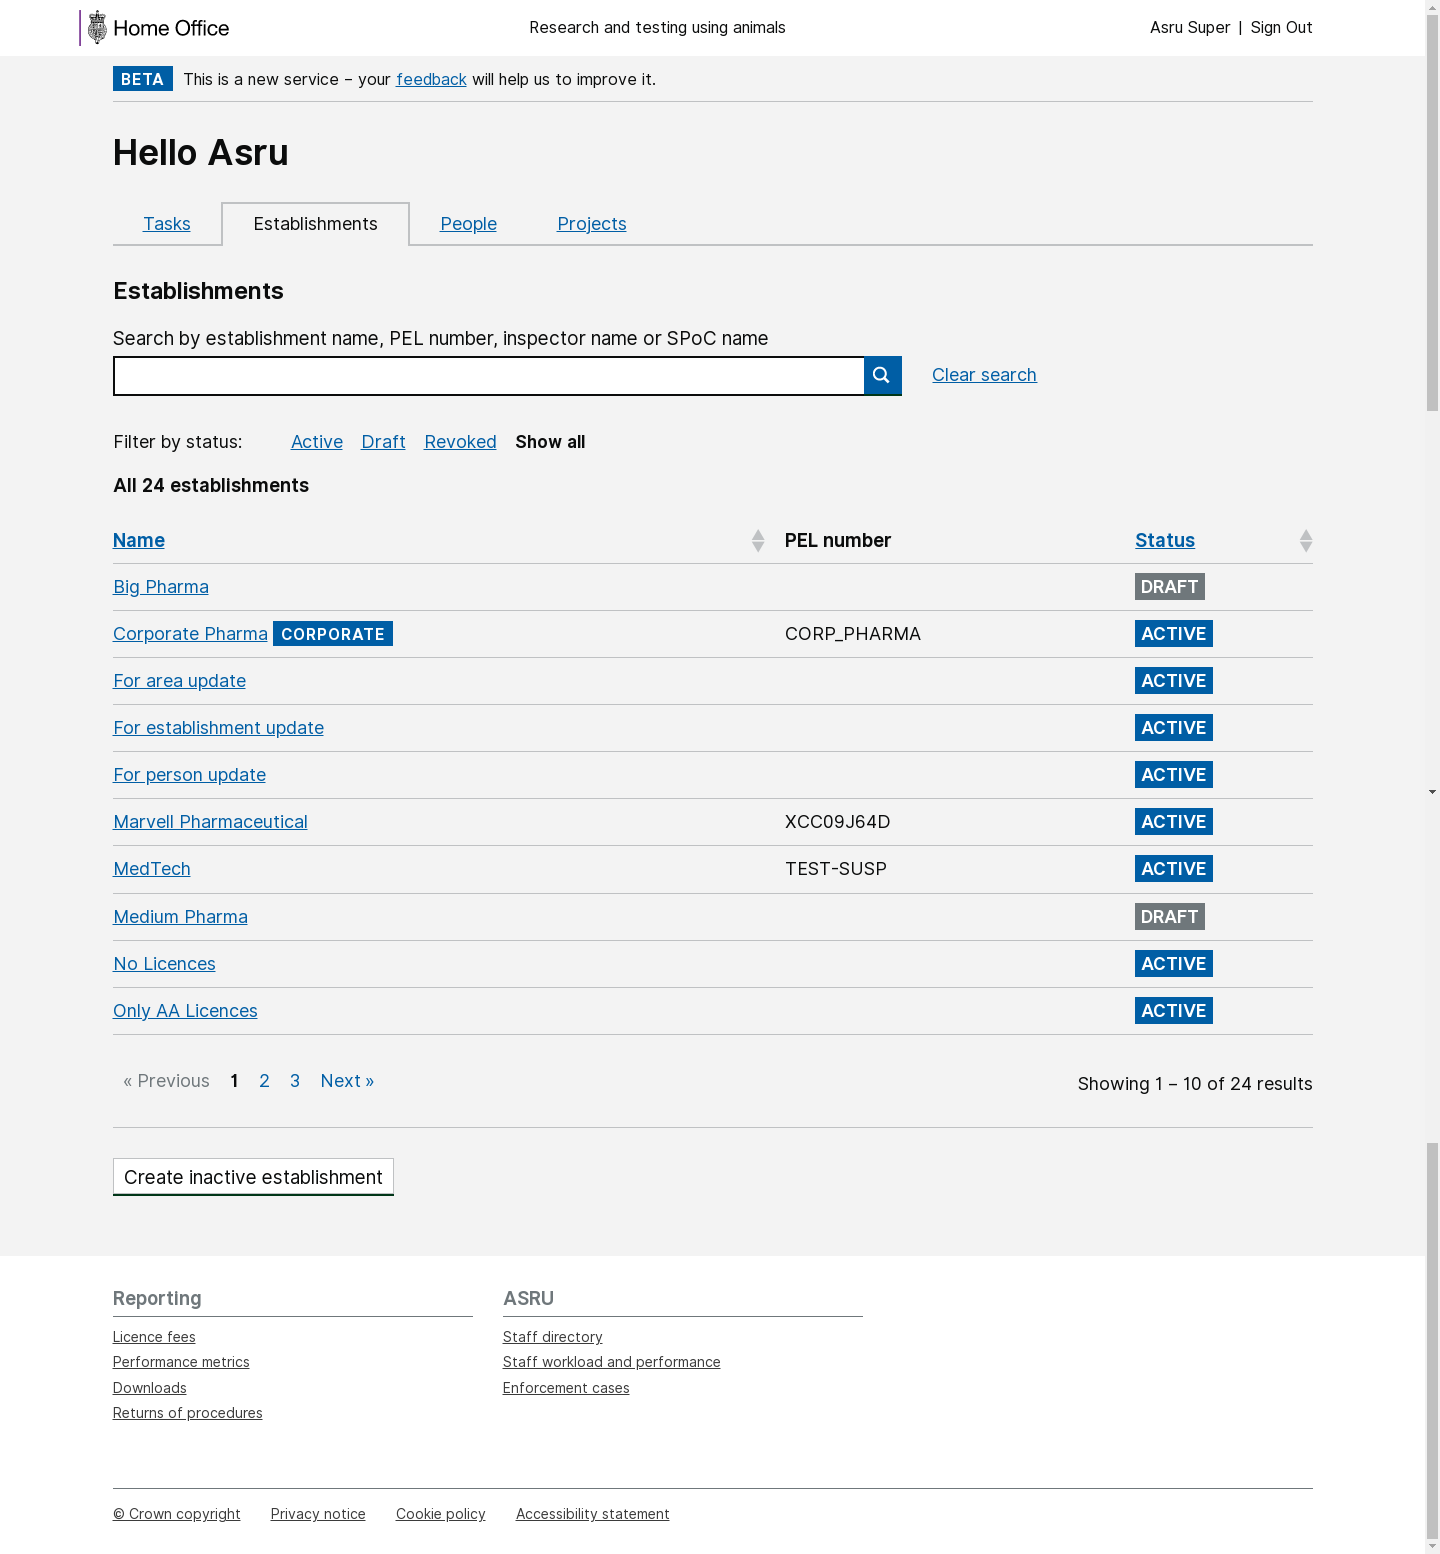 Home Office
Research and testing using animals
Asru Super | Sign Out
BETA This is a new service – your feedback will help us to improve it.
Hello Asru
Tasks Establishments People Projects
Establishments
Search by establishment name, PEL number, inspector name or SPoC name
Clear search
Filter by status: Active Draft Revoked Show all
All 24 establishments
Name PEL number Status
Big Pharma DRAFT
Corporate Pharma CORPORATE CORP_PHARMA ACTIVE
For area update ACTIVE
For establishment update ACTIVE
For person update ACTIVE
Marvell Pharmaceutical XCC09J64D ACTIVE
MedTech TEST-SUSP ACTIVE
Medium Pharma DRAFT
No Licences ACTIVE
Only AA Licences ACTIVE
« Previous 1 2 3 Next »
Showing 1 – 10 of 24 results
Create inactive establishment
Reporting
Licence fees
Performance metrics
Downloads
Returns of procedures
ASRU
Staff directory
Staff workload and performance
Enforcement cases
© Crown copyright Privacy notice Cookie policy Accessibility statement